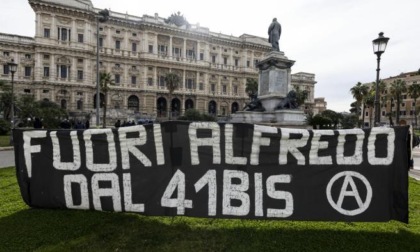 FUORI ALFREDO
DAL 41BIS Ⓐ